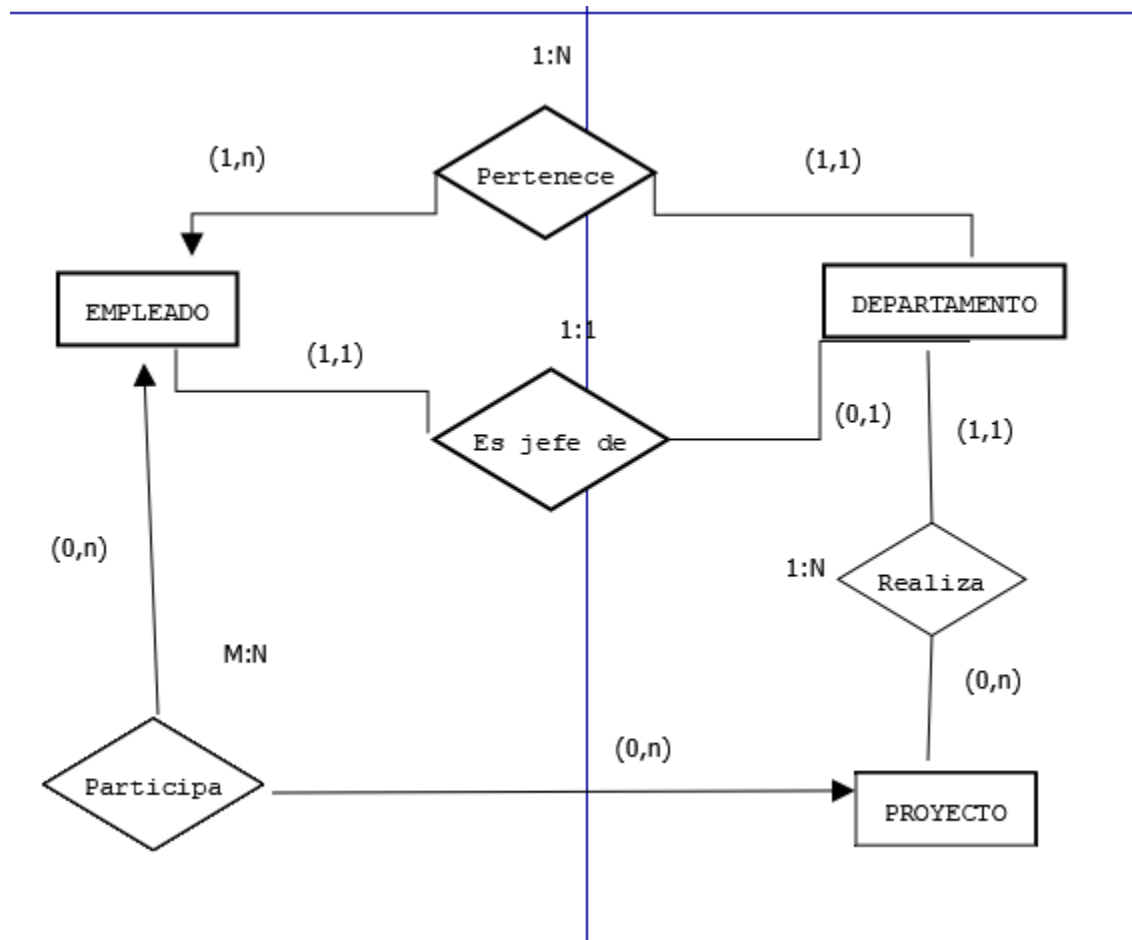 1:N
(1,n)
(1,1)
Pertenece
EMPLEADO
DEPARTAMENTO
1:1
(1,1)
(0,1)
(1,1)
Es jefe de
(0,n)
1:N
Realiza
M:N
(0,n)
(0,n)
Participa
PROYECTO